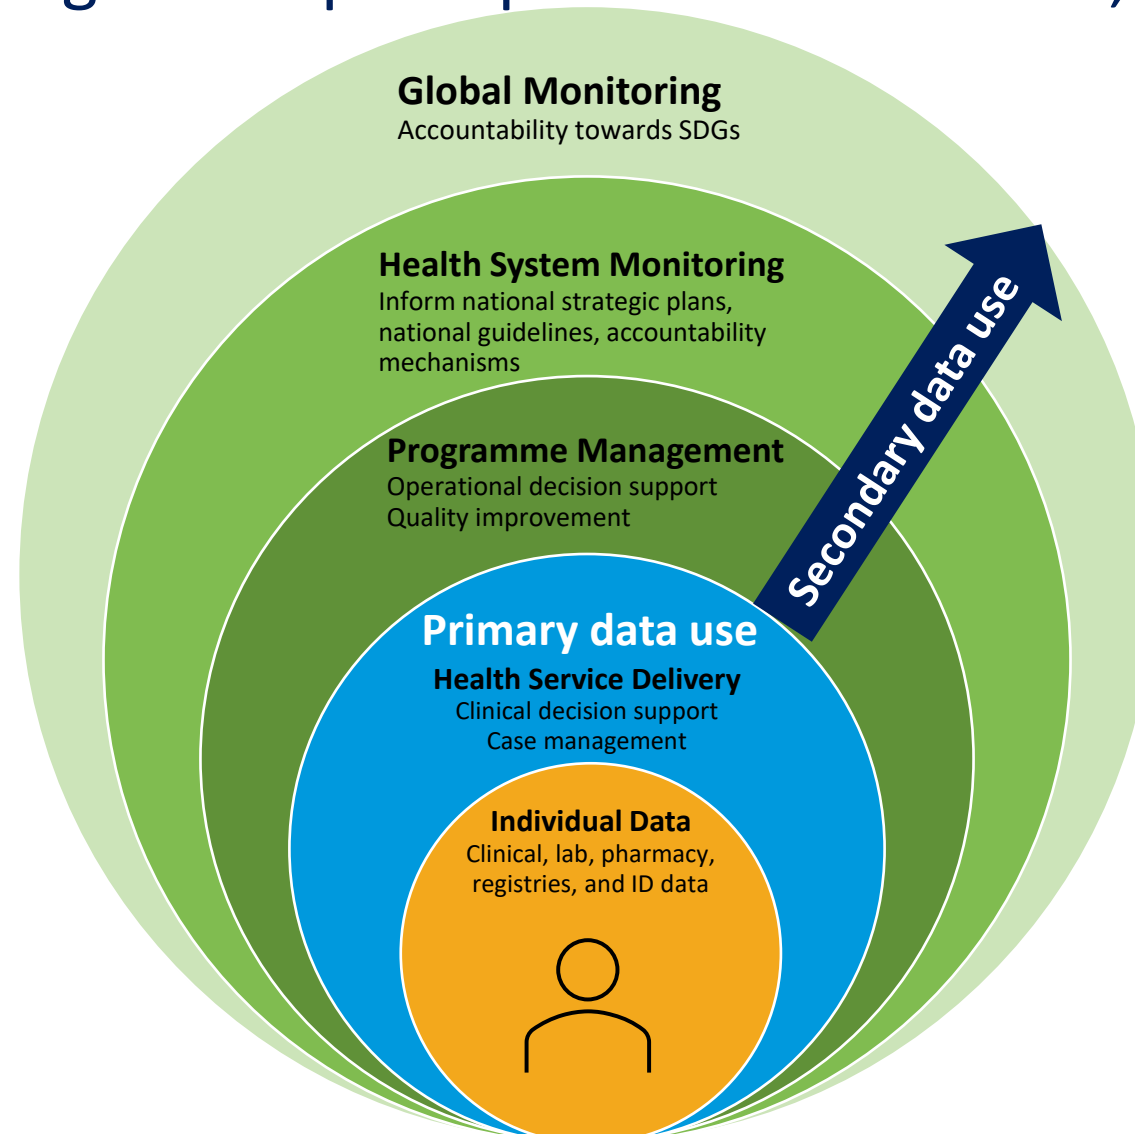 Global Monitoring
Accountability towards SDGs
Health System Monitoring
Inform national strategic plans,
national guidelines, accountability
mechanisms
Programme Management
Operational decision support
Quality improvement
Secondary data use
Primary data use
Health Service Delivery
Clinical decision support
Case management
Individual Data
Clinical, lab, pharmacy,
registries, and ID data